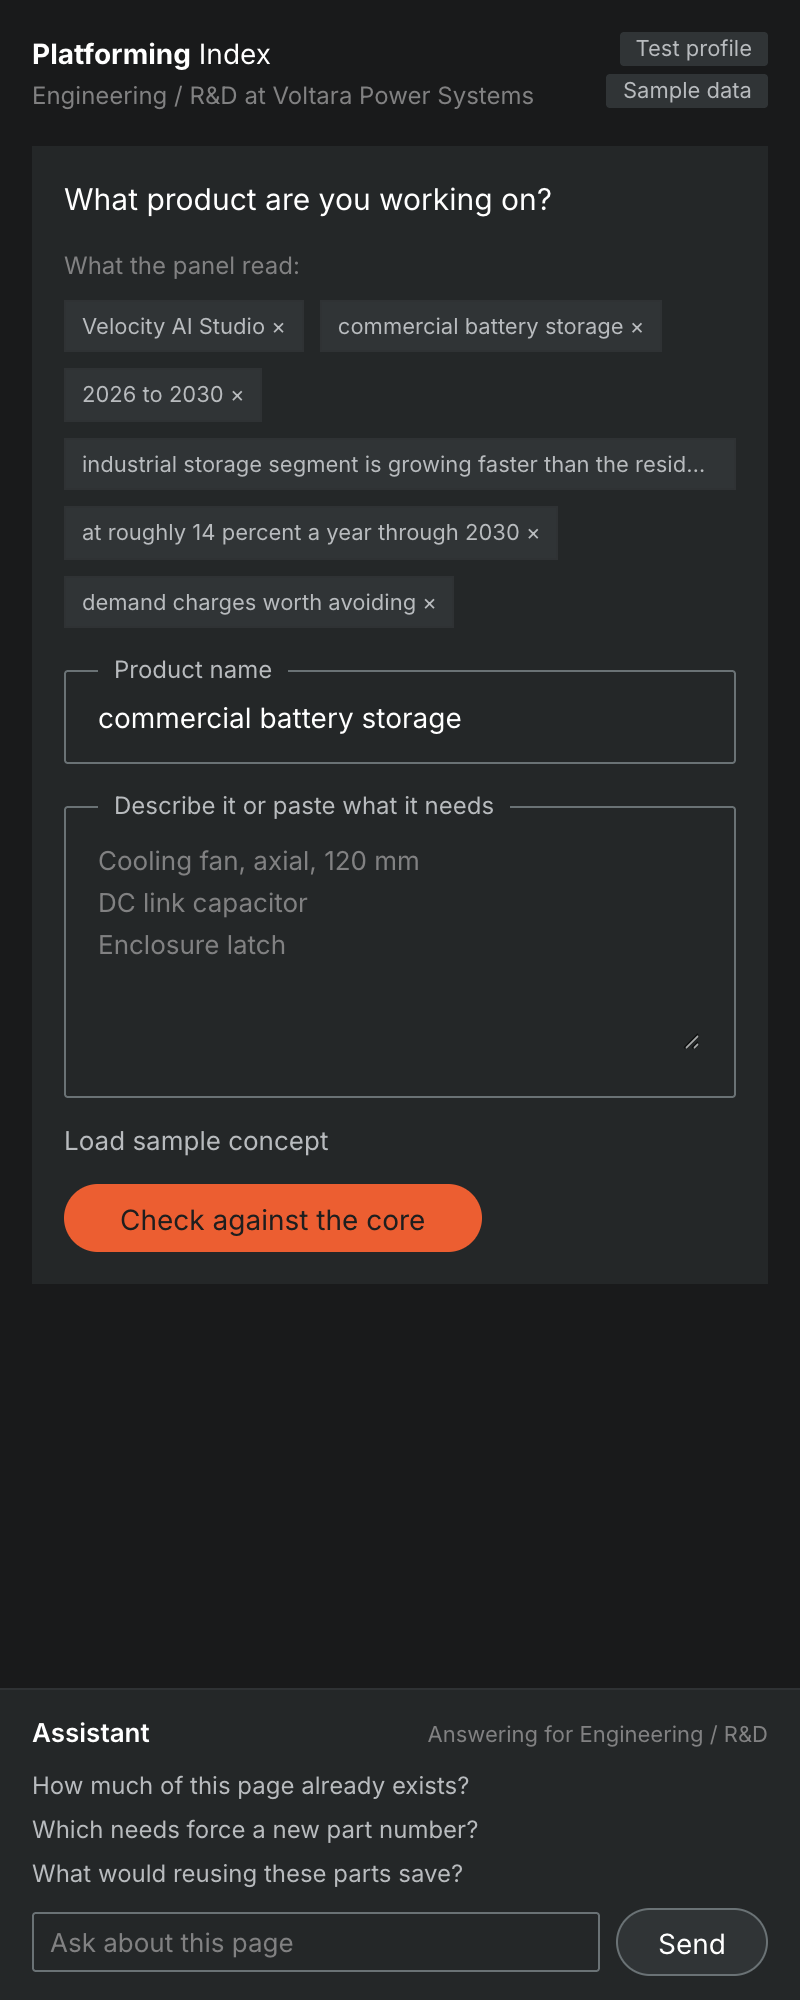 Platforming Index
Test profile
Engineering / R&D at Voltara Power Systems
Sample data
What product are you working on?
What the panel read:
Velocity AI Studio × commercial battery storage ×
2026 to 2030 ×
industrial storage segment is growing faster than the resid...
at roughly 14 percent a year through 2030 ×
demand charges worth avoiding ×
Product name
commercial battery storage
Describe it or paste what it needs
Cooling fan, axial, 120 mm
DC link capacitor
Enclosure latch
Load sample concept
Check against the core
Assistant
Answering for Engineering / R&D
How much of this page already exists?
Which needs force a new part number?
What would reusing these parts save?
Ask about this page
Send